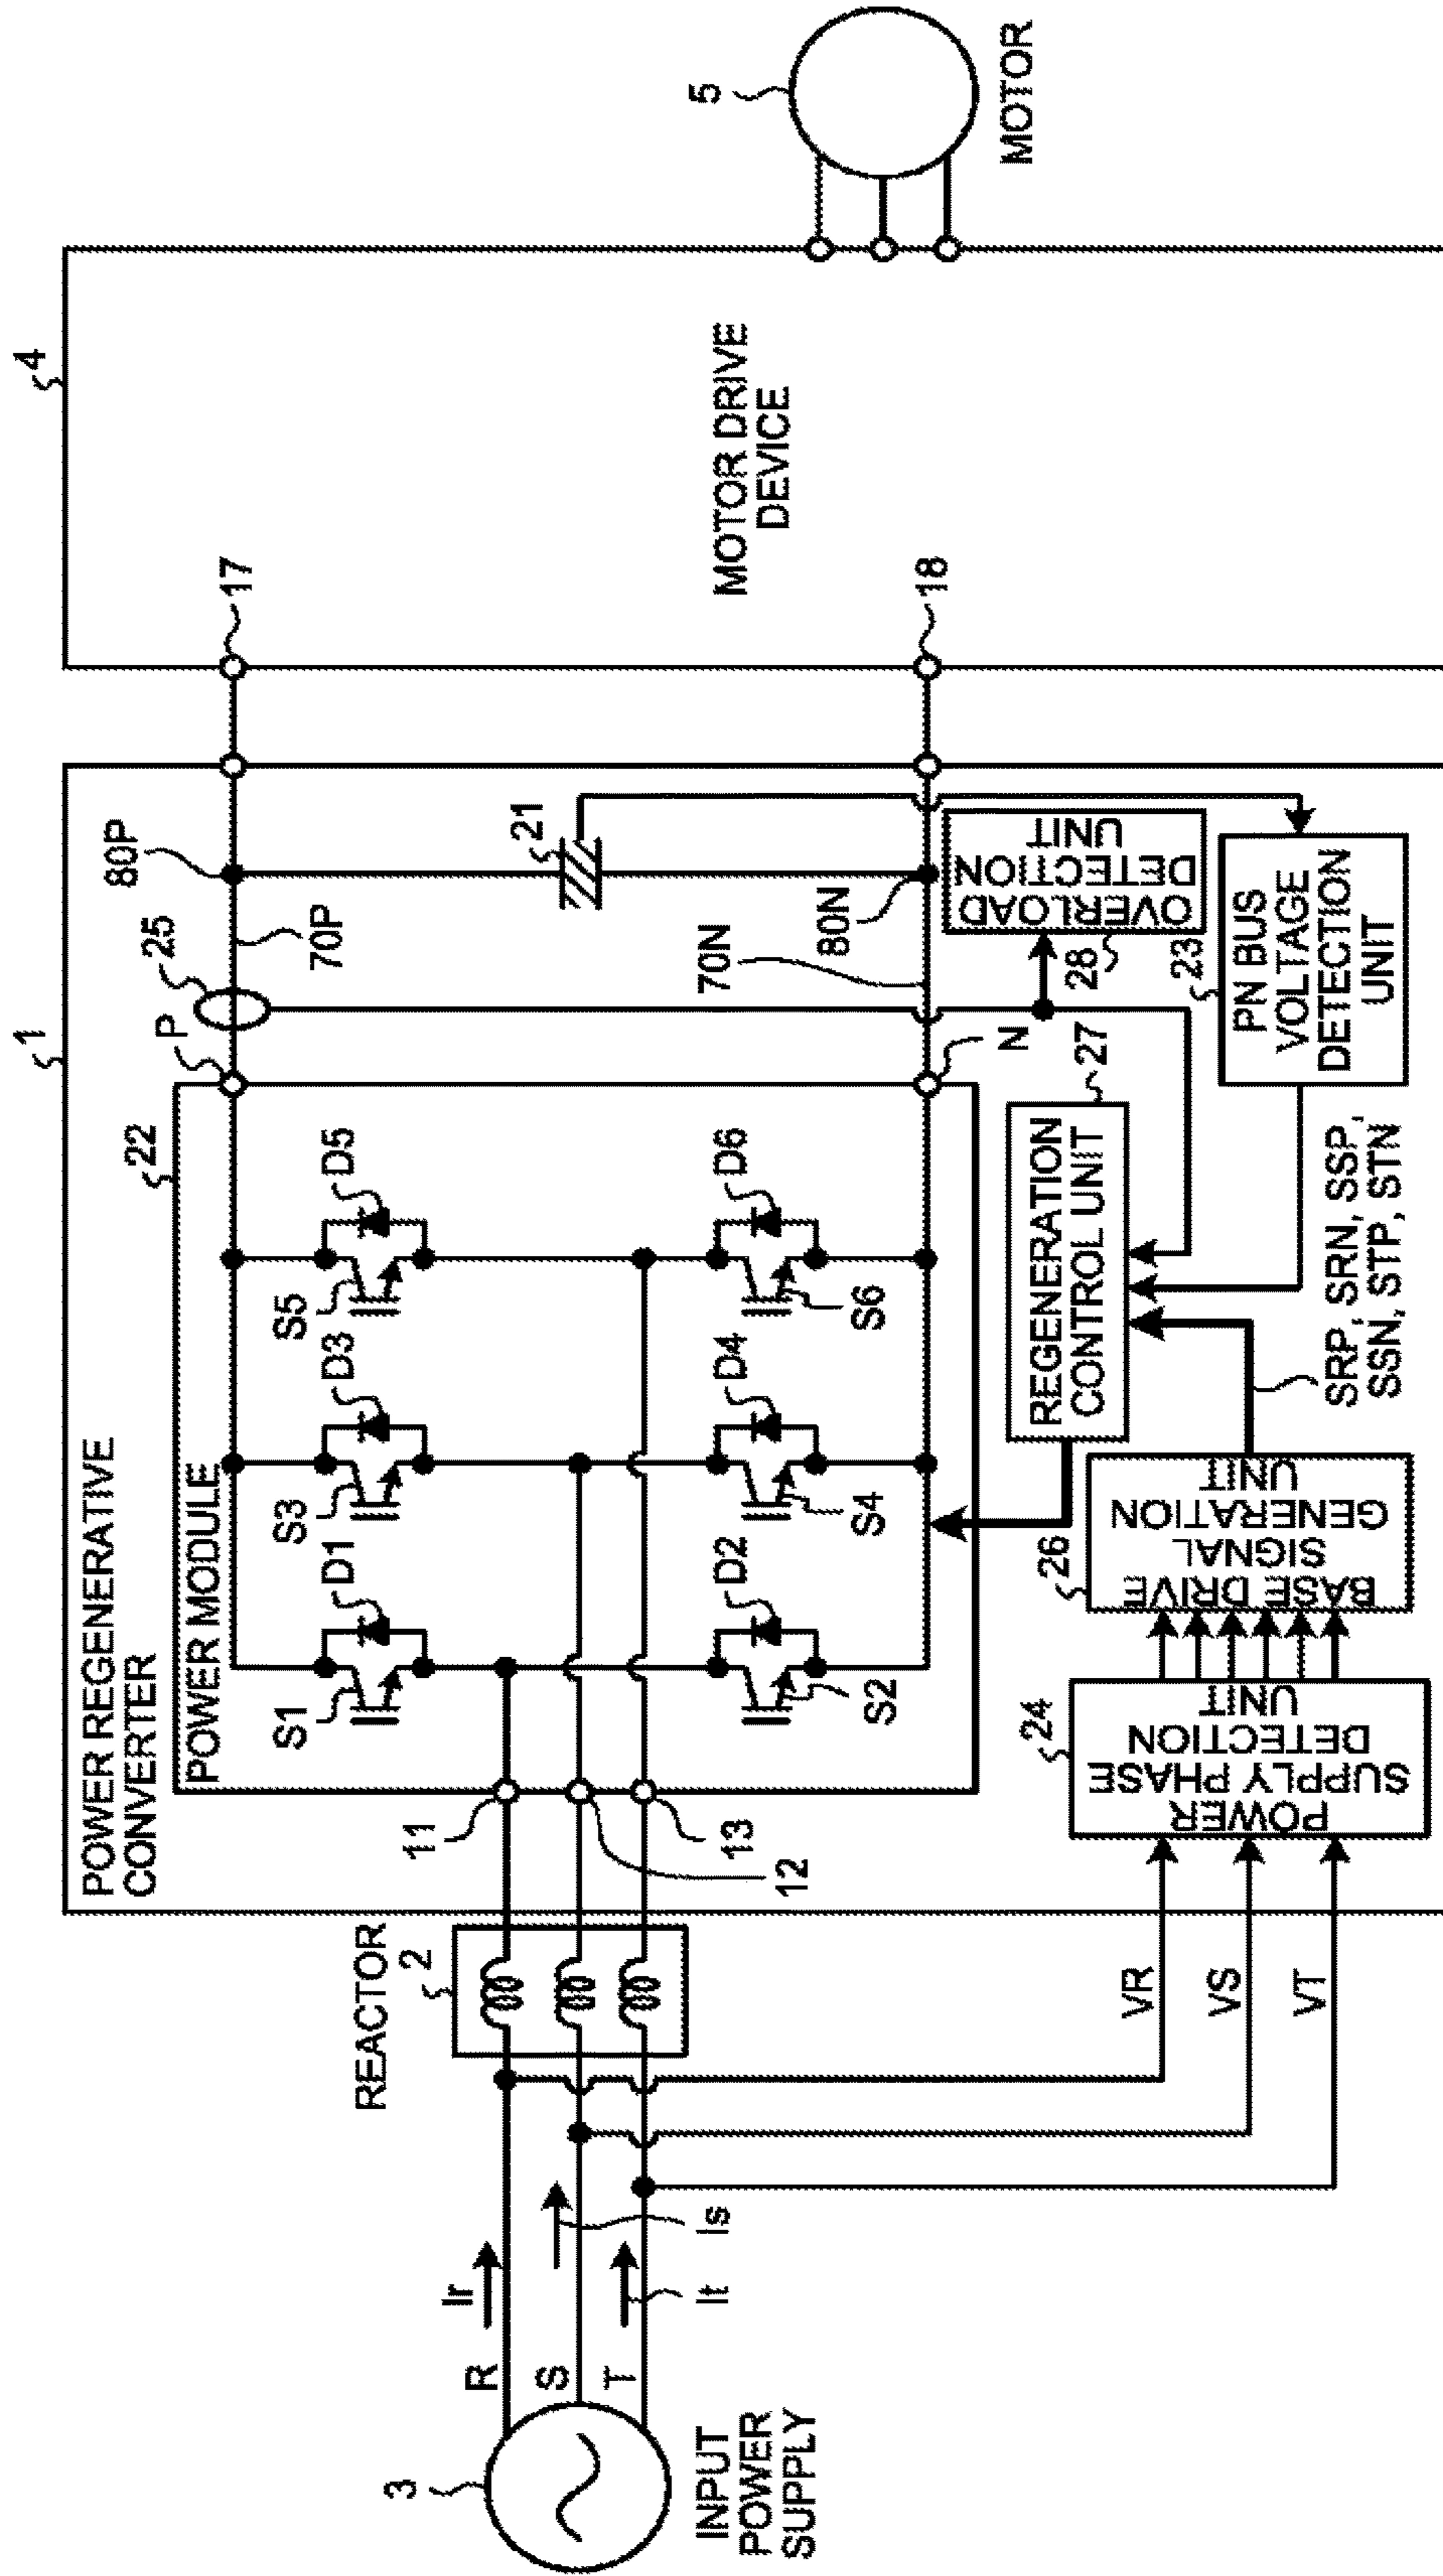 1
POWER REGENERATIVE
CONVERTER
22
POWER MODULE
S1
D1
S3
D3
S5
D5
S2
D2
S4
D4
S6
D6
11
12
13
P
N
25
70P
80P
70N
80N
21
17
18
4
MOTOR DRIVE
DEVICE
5
MOTOR
REACTOR
2
3
INPUT
POWER
SUPPLY
R
S
T
Ir
Is
It
VR
VS
VT
24
POWER
SUPPLY PHASE
DETECTION
UNIT
26
BASE DRIVE
SIGNAL
GENERATION
UNIT
27
REGENERATION
CONTROL UNIT
SRP, SRN, SSP,
SSN, STP, STN
28
OVERLOAD
DETECTION
UNIT
23
PN BUS
VOLTAGE
DETECTION
UNIT